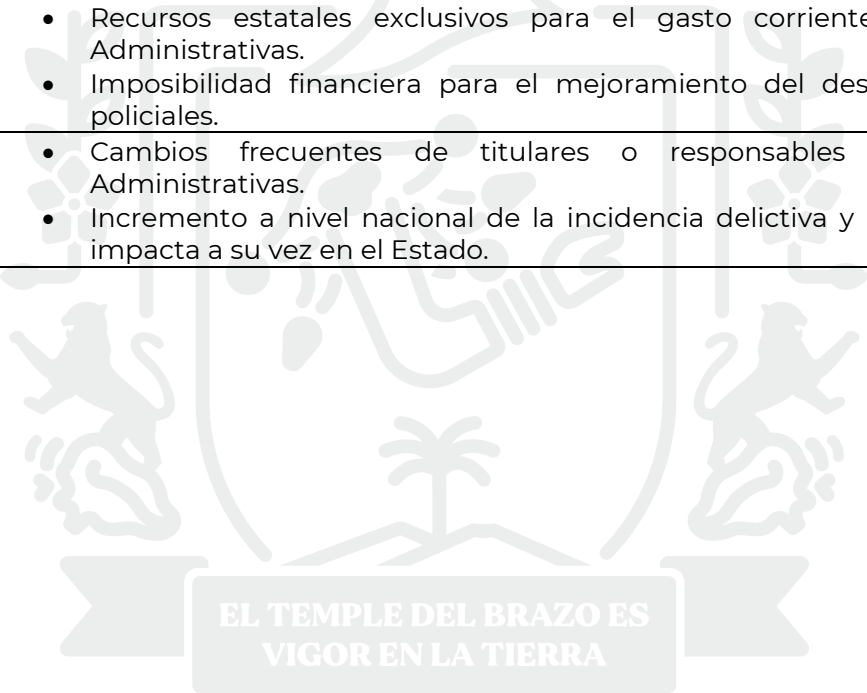 • Recursos estatales exclusivos para el gasto corriente
Administrativas.
• Imposibilidad financiera para el mejoramiento del des
policiales.
• Cambios frecuentes de titulares o responsables
Administrativas.
• Incremento a nivel nacional de la incidencia delictiva y
impacta a su vez en el Estado.
EL TEMPLE DEL BRAZO ES
VIGOR EN LA TIERRA